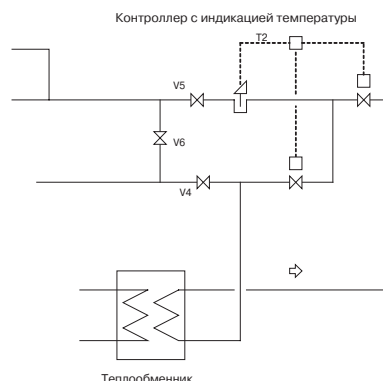 Контроллер с индикацией температуры
T2
V5
V6
V4
Теплообменник